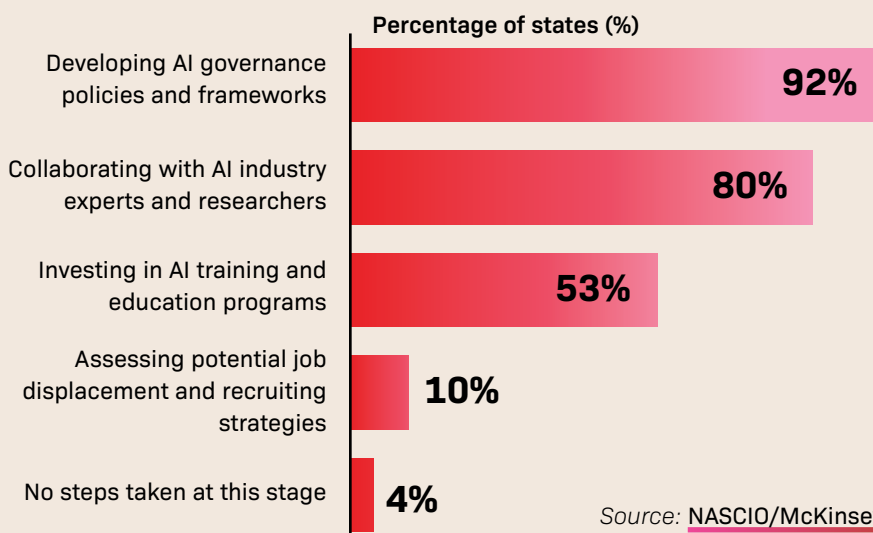 Percentage of states (%)
Developing AI governance
policies and frameworks
92%
Collaborating with AI industry
experts and researchers
80%
Investing in AI training and
education programs
53%
Assessing potential job
displacement and recruiting
strategies
10%
No steps taken at this stage
4%
Source: NASCIO/McKinse